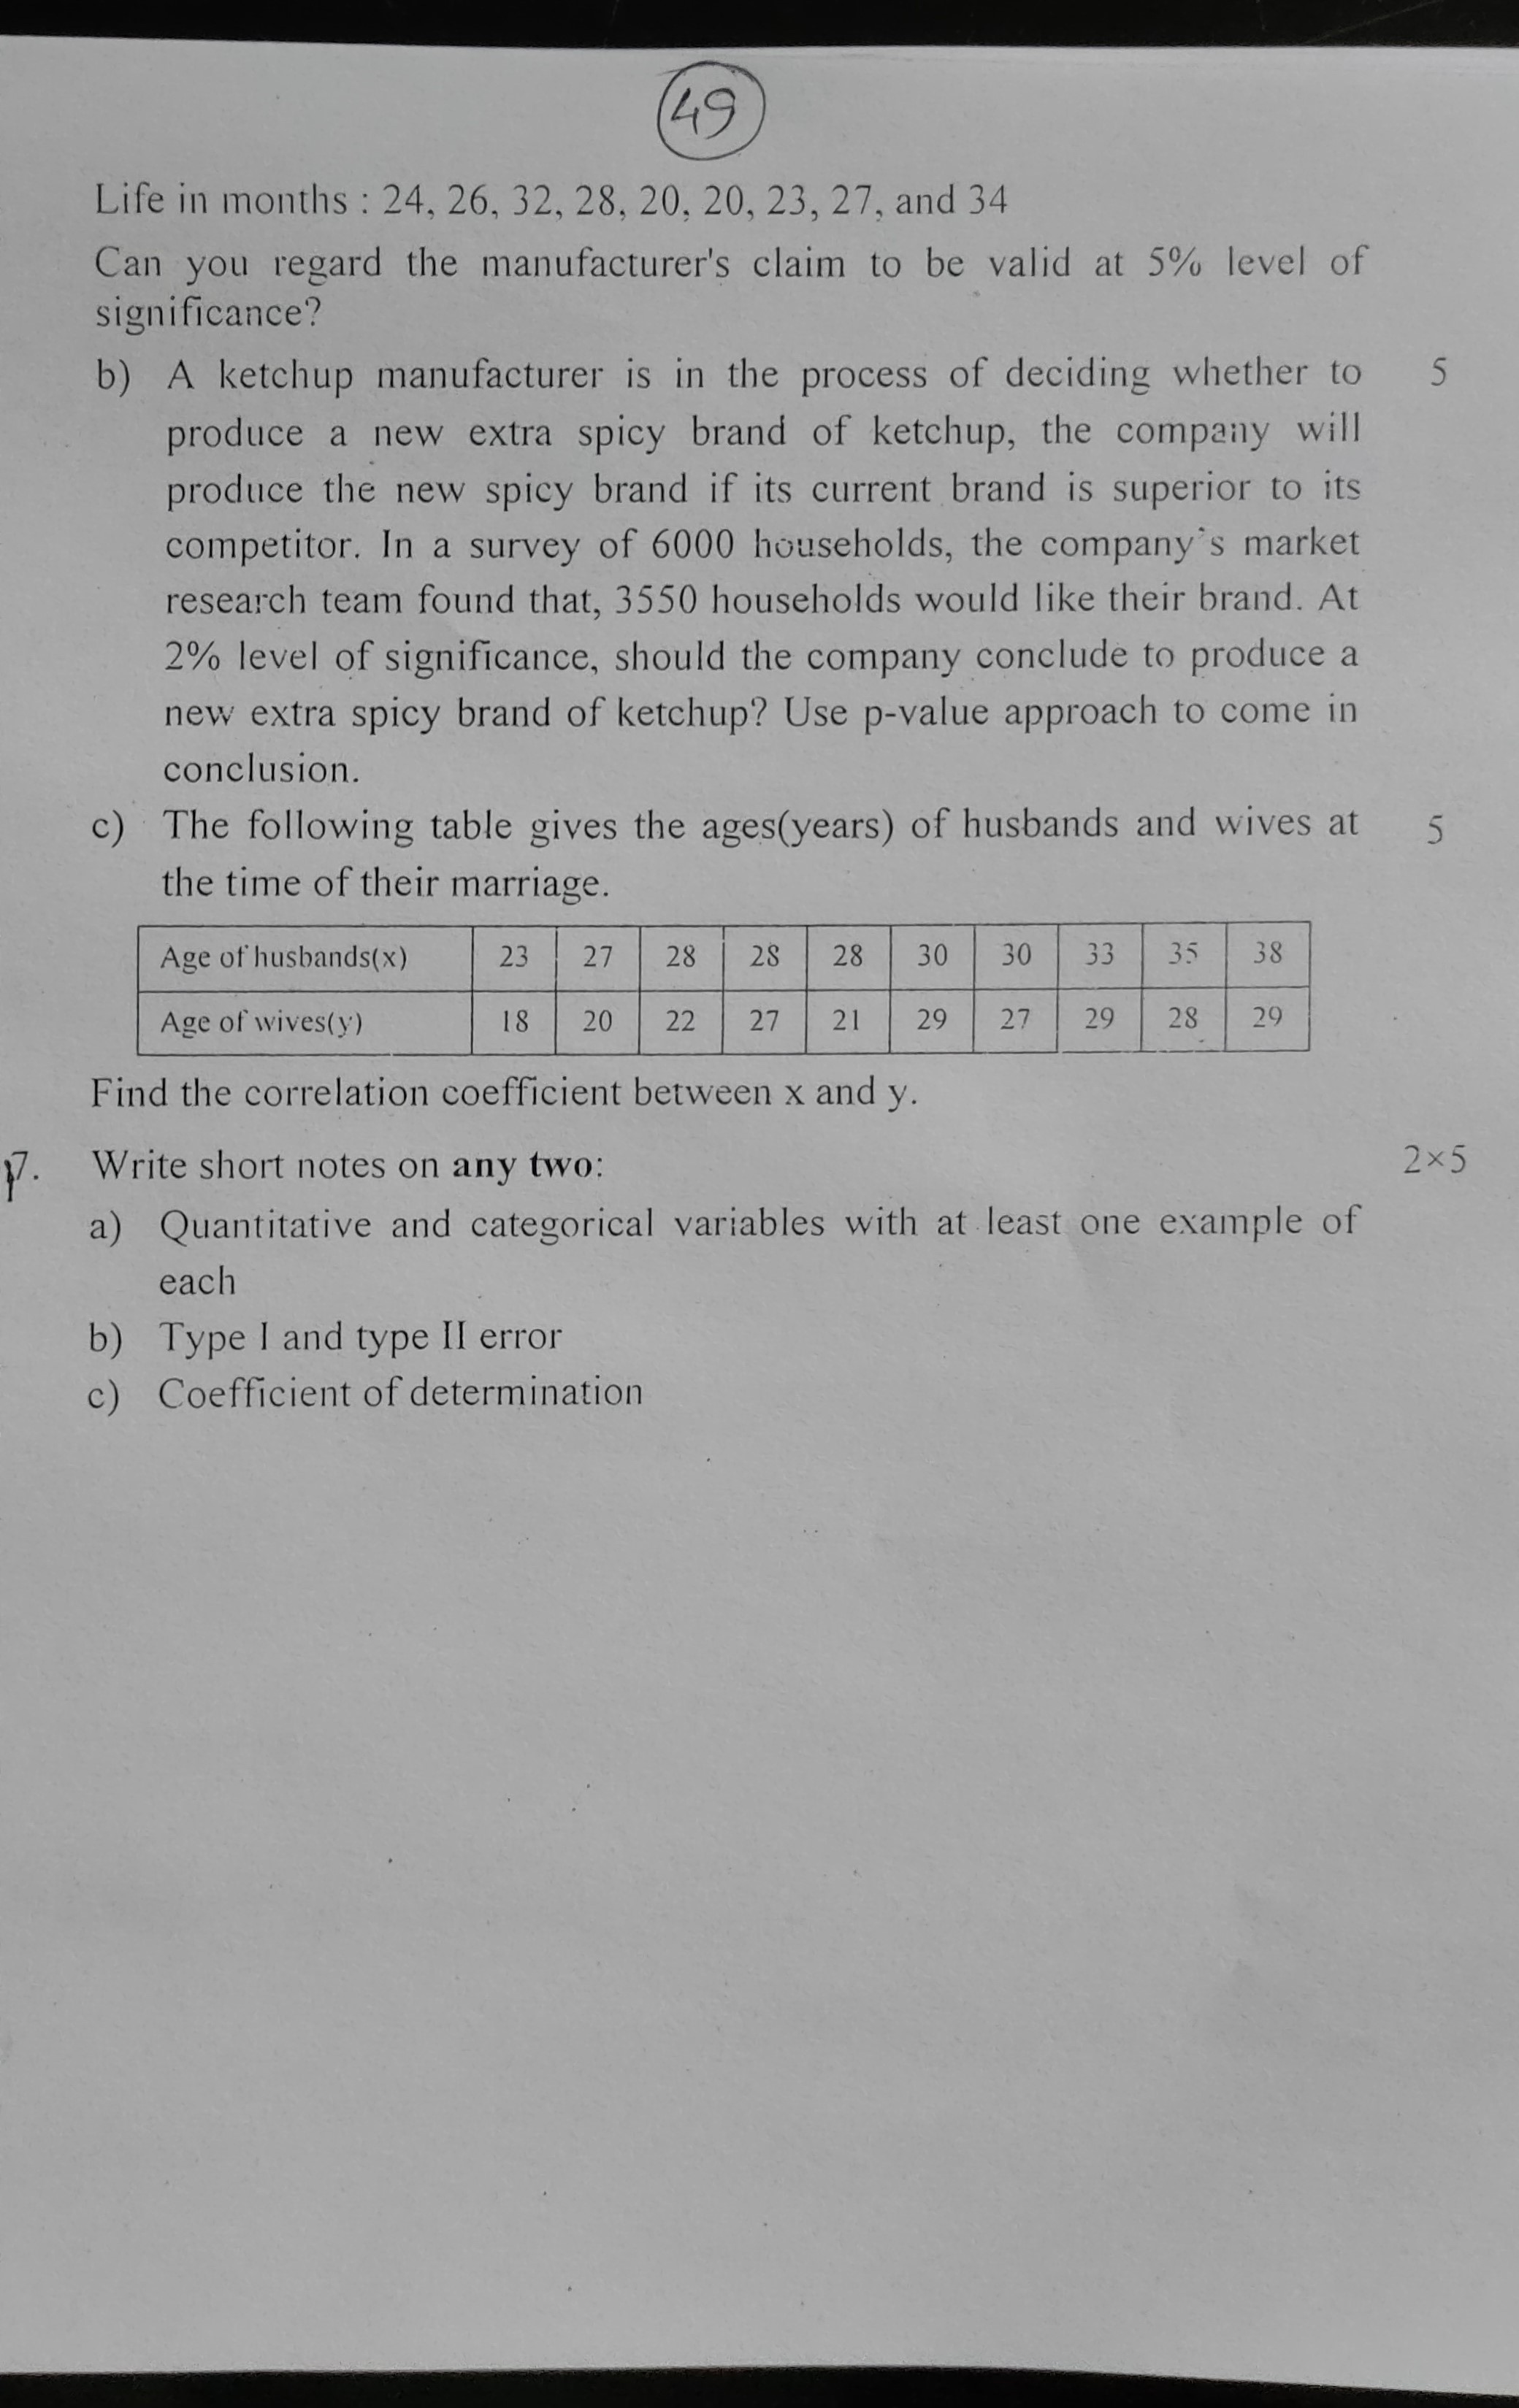 49
Life in months : 24, 26, 32, 28, 20, 20, 23, 27, and 34
Can you regard the manufacturer's claim to be valid at 5% level of
significance?
b) A ketchup manufacturer is in the process of deciding whether to 5
produce a new extra spicy brand of ketchup, the company will
produce the new spicy brand if its current brand is superior to its
competitor. In a survey of 6000 households, the company's market
research team found that, 3550 households would like their brand. At
2% level of significance, should the company conclude to produce a
new extra spicy brand of ketchup? Use p-value approach to come in
conclusion.
c) The following table gives the ages(years) of husbands and wives at 5
the time of their marriage.
Age of husbands(x) 23 27 28 28 28 30 30 33 35 38
Age of wives(y) 18 20 22 27 21 29 27 29 28 29
Find the correlation coefficient between x and y.
7. Write short notes on any two: 2×5
a) Quantitative and categorical variables with at least one example of
each
b) Type I and type II error
c) Coefficient of determination